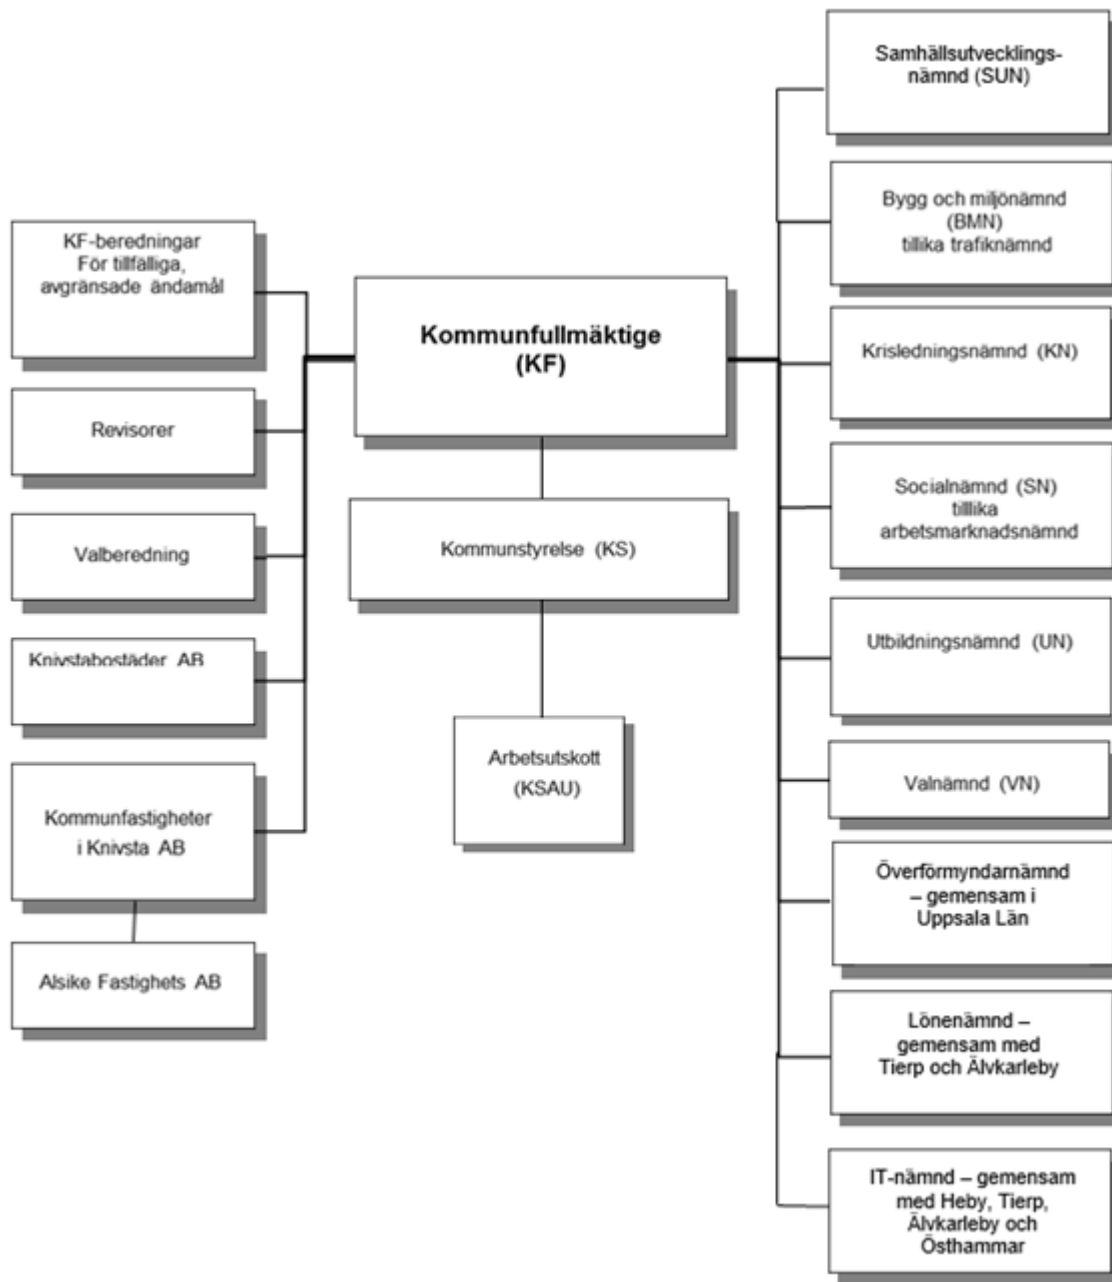 KF-beredningar
För tillfälliga,
avgränsade ändamål
Revisorer
Valberedning
Knivstabostäder AB
Kommunfastigheter
i Knivsta AB
Alsike Fastighets AB
Kommunfullmäktige
(KF)
Kommunstyrelse (KS)
Arbetsutskott
(KSAU)
Samhällsutvecklings-
nämnd (SUN)
Bygg och miljönämnd
(BMN)
tillika trafiknämnd
Krisledningsnämnd (KN)
Socialnämnd (SN)
tilllika
arbetsmarknadsnämnd
Utbildningsnämnd (UN)
Valnämnd (VN)
Överförmyndarnämnd
– gemensam i
Uppsala Län
Lönenämnd –
gemensam med
Tierp och Älvkarleby
IT-nämnd – gemensam
med Heby, Tierp,
Älvkarleby och
Östhammar